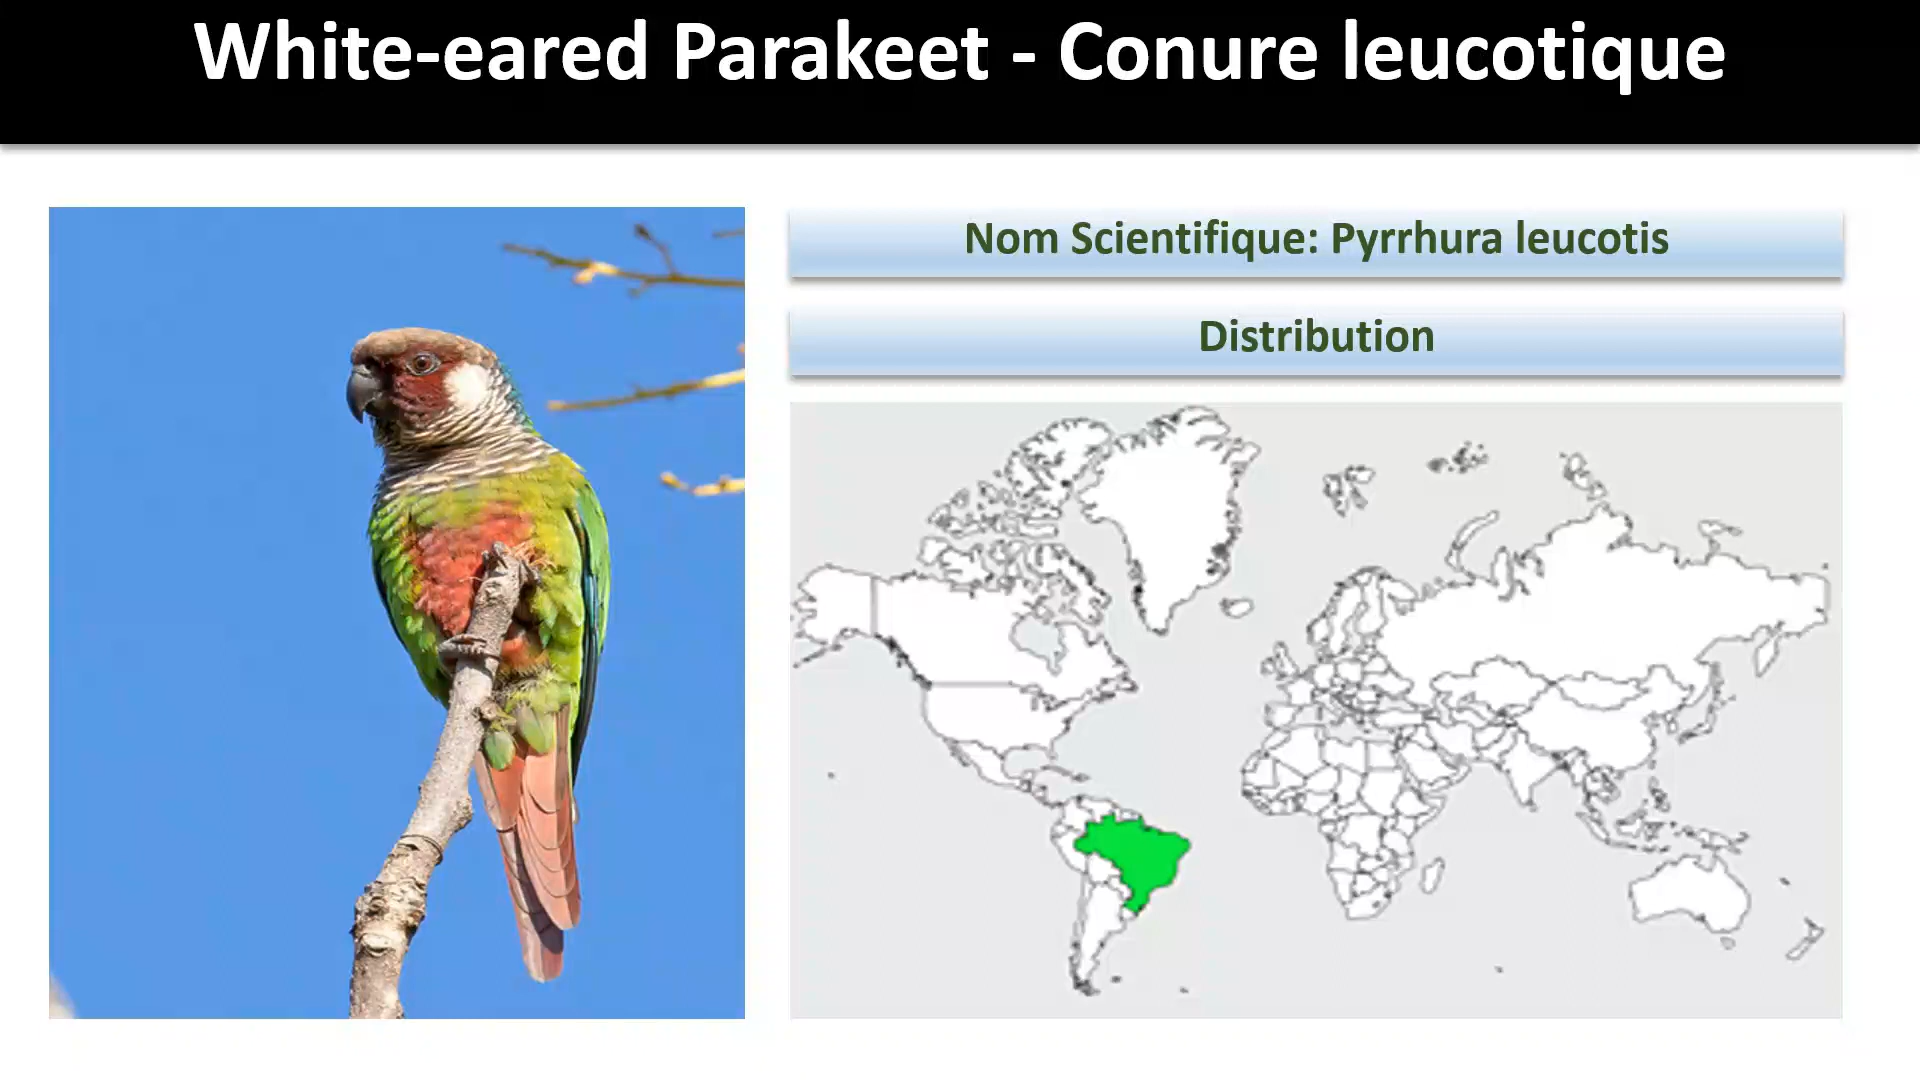 White-eared Parakeet - Conure leucotique
Nom Scientifique: Pyrrhura leucotis
Distribution